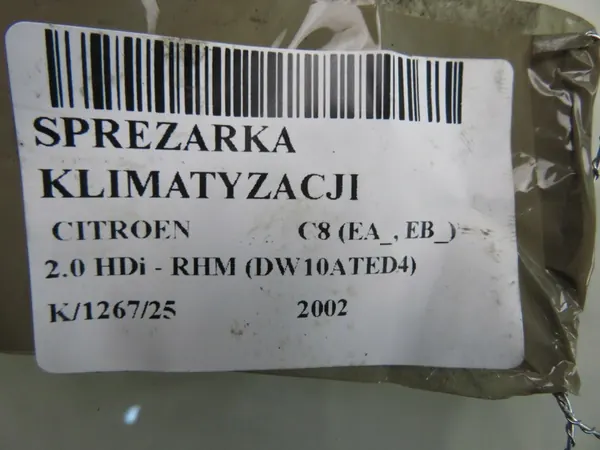 SPREZARKA
KLIMATYZACJI
CITROEN C8 (EA_, EB_)
2.0 HDi - RHM (DW10ATED4)
K/1267/25 2002